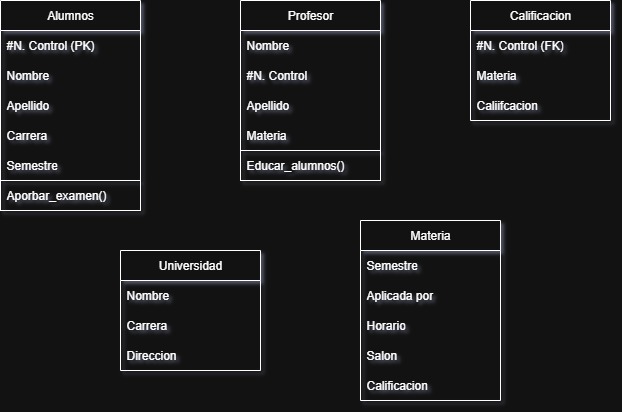 Alumnos
#N. Control (PK)
Nombre
Apellido
Carrera
Semestre
Aporbar_examen()
Profesor
Nombre
#N. Control
Apellido
Materia
Educar_alumnos()
Calificacion
#N. Control (FK)
Materia
Caliifcacion
Universidad
Nombre
Carrera
Direccion
Materia
Semestre
Aplicada por
Horario
Salon
Calificacion